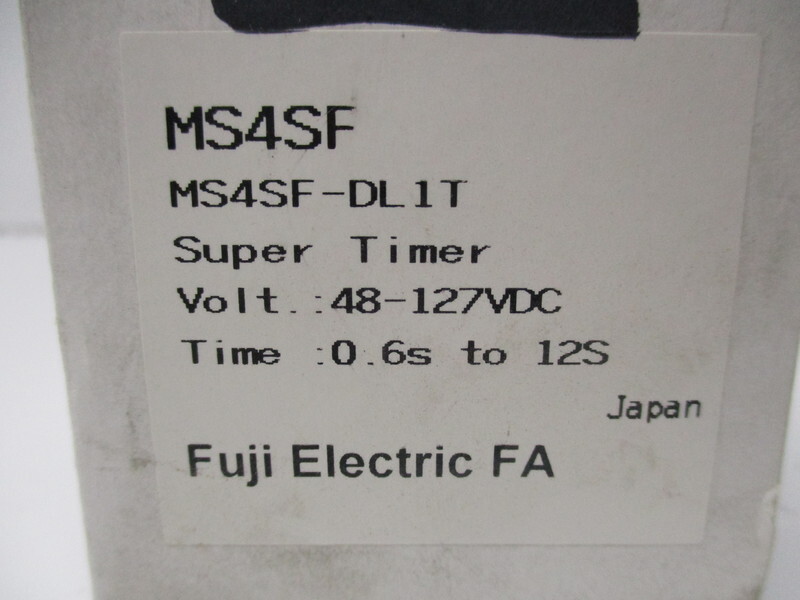 MS4SF
MS4SF-DL1T
Super Timer
Volt.:48-127VDC
Time :0.6s to 12S
Japan
Fuji Electric FA